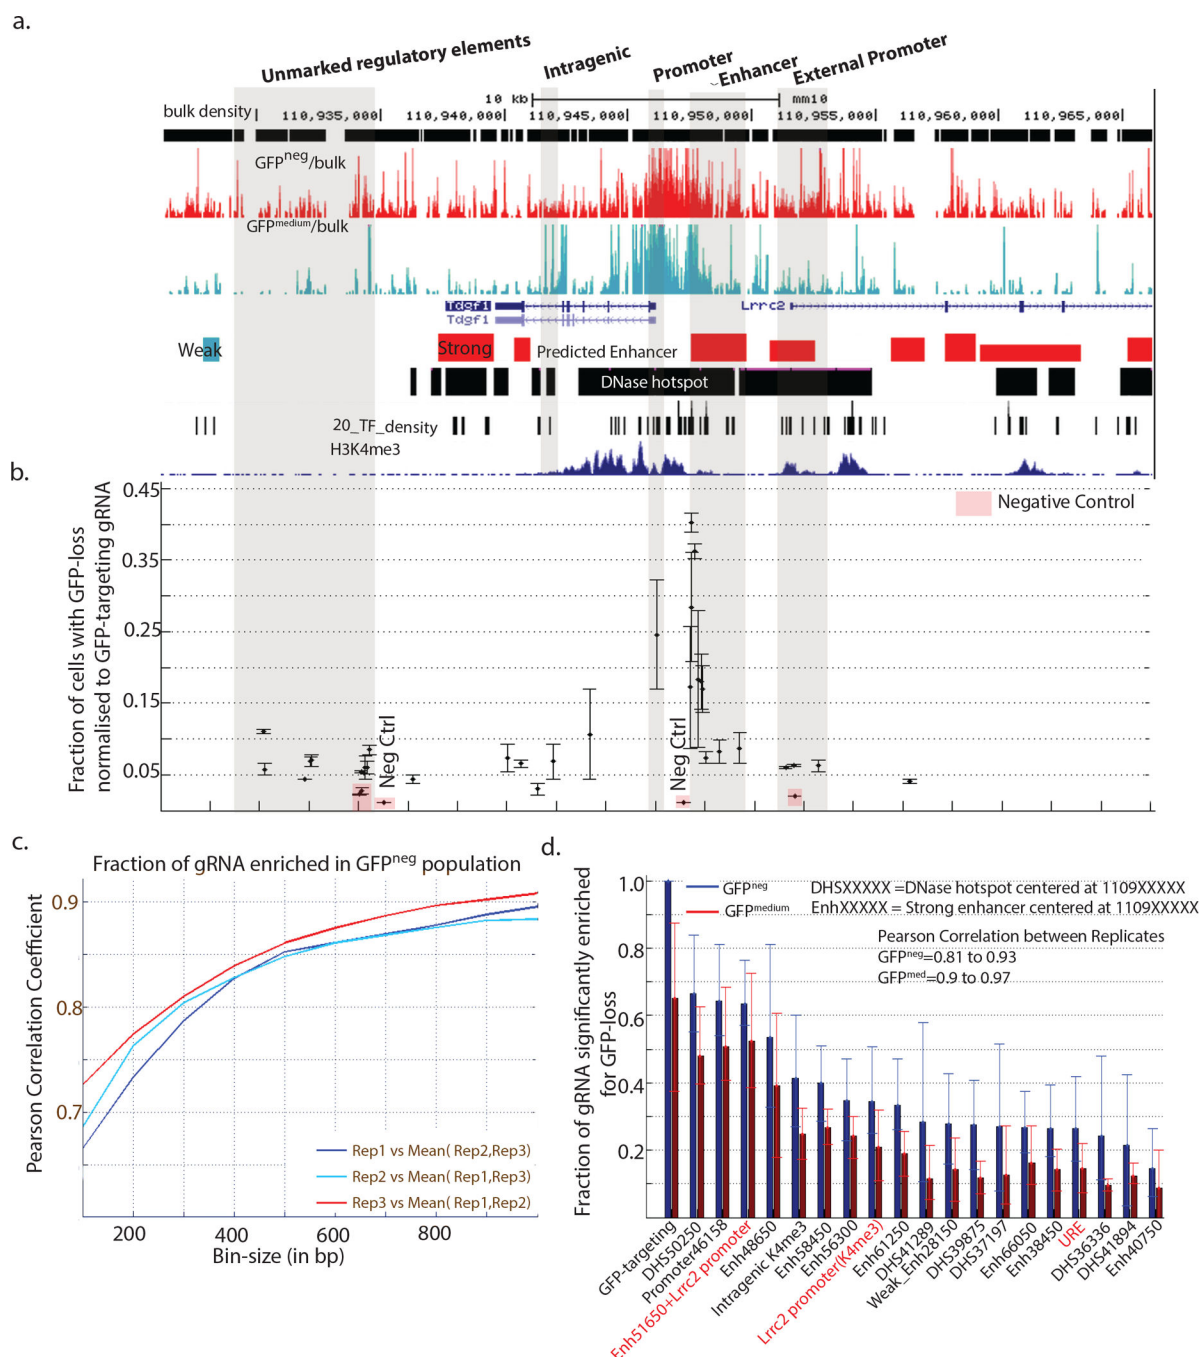 a.
Unmarked regulatory elements
Intragenic
Promoter
Enhancer
External Promoter
10 kb
mm10
bulk density
110,935,000
110,940,000
110,945,000
110,950,000
110,955,000
110,960,000
110,965,000
GFPneg/bulk
GFPmedium/bulk
Tdgf1
Lrrc2
Tdgf1
Weak
Strong
Predicted Enhancer
DNase hotspot
20_TF_density
H3K4me3
b.
Fraction of cells with GFP-loss
normalised to GFP-targeting gRNA
0.45
0.35
0.25
0.15
0.05
Negative Control
Neg Ctrl
Neg Ctrl
c.
Fraction of gRNA enriched in GFPneg population
Pearson Correlation Coefficient
0.9
0.8
0.7
Rep1 vs Mean( Rep2,Rep3)
Rep2 vs Mean( Rep1,Rep3)
Rep3 vs Mean( Rep1,Rep2)
200
400
600
800
Bin-size (in bp)
d.
Fraction of gRNA significantly enriched
for GFP-loss
1.0
0.8
0.6
0.4
0.2
GFPneg
GFPmedium
DHSXXXXX =DNase hotspot centered at 1109XXXXX
EnhXXXXX = Strong enhancer centered at 1109XXXXX
Pearson Correlation between Replicates
GFPneg=0.81 to 0.93
GFPmed=0.9 to 0.97
GFP-targeting
DHS50250
Promoter46158
Enh51650+Lrrc2 promoter
Enh48650
Intragenic K4me3
Enh58450
Enh56300
Lrrc2 promoter(K4me3)
Enh61250
DHS41289
Weak_Enh28150
DHS39875
DHS37197
Enh66050
Enh38450
URE
DHS36336
DHS41894
Enh40750